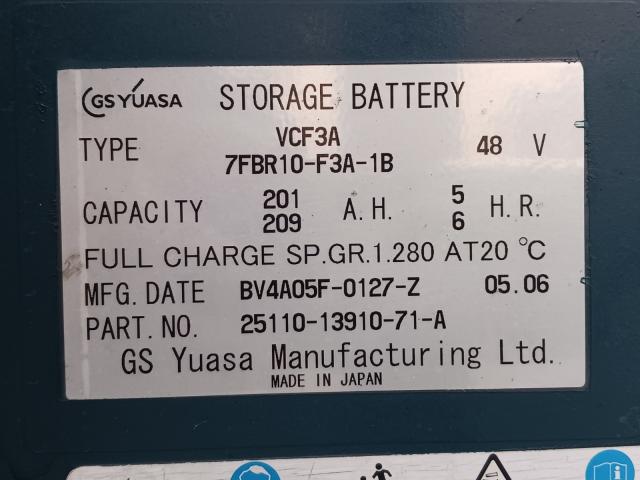 GS YUASA STORAGE BATTERY
TYPE VCF3A 48 V
7FBR10-F3A-1B
CAPACITY 201 A.H. 5 H.R.
209 6
FULL CHARGE SP.GR.1.280 AT20 °C
MFG. DATE BV4A05F-0127-Z 05.06
PART.NO. 25110-13910-71-A
GS Yuasa Manufacturing Ltd.
MADE IN JAPAN